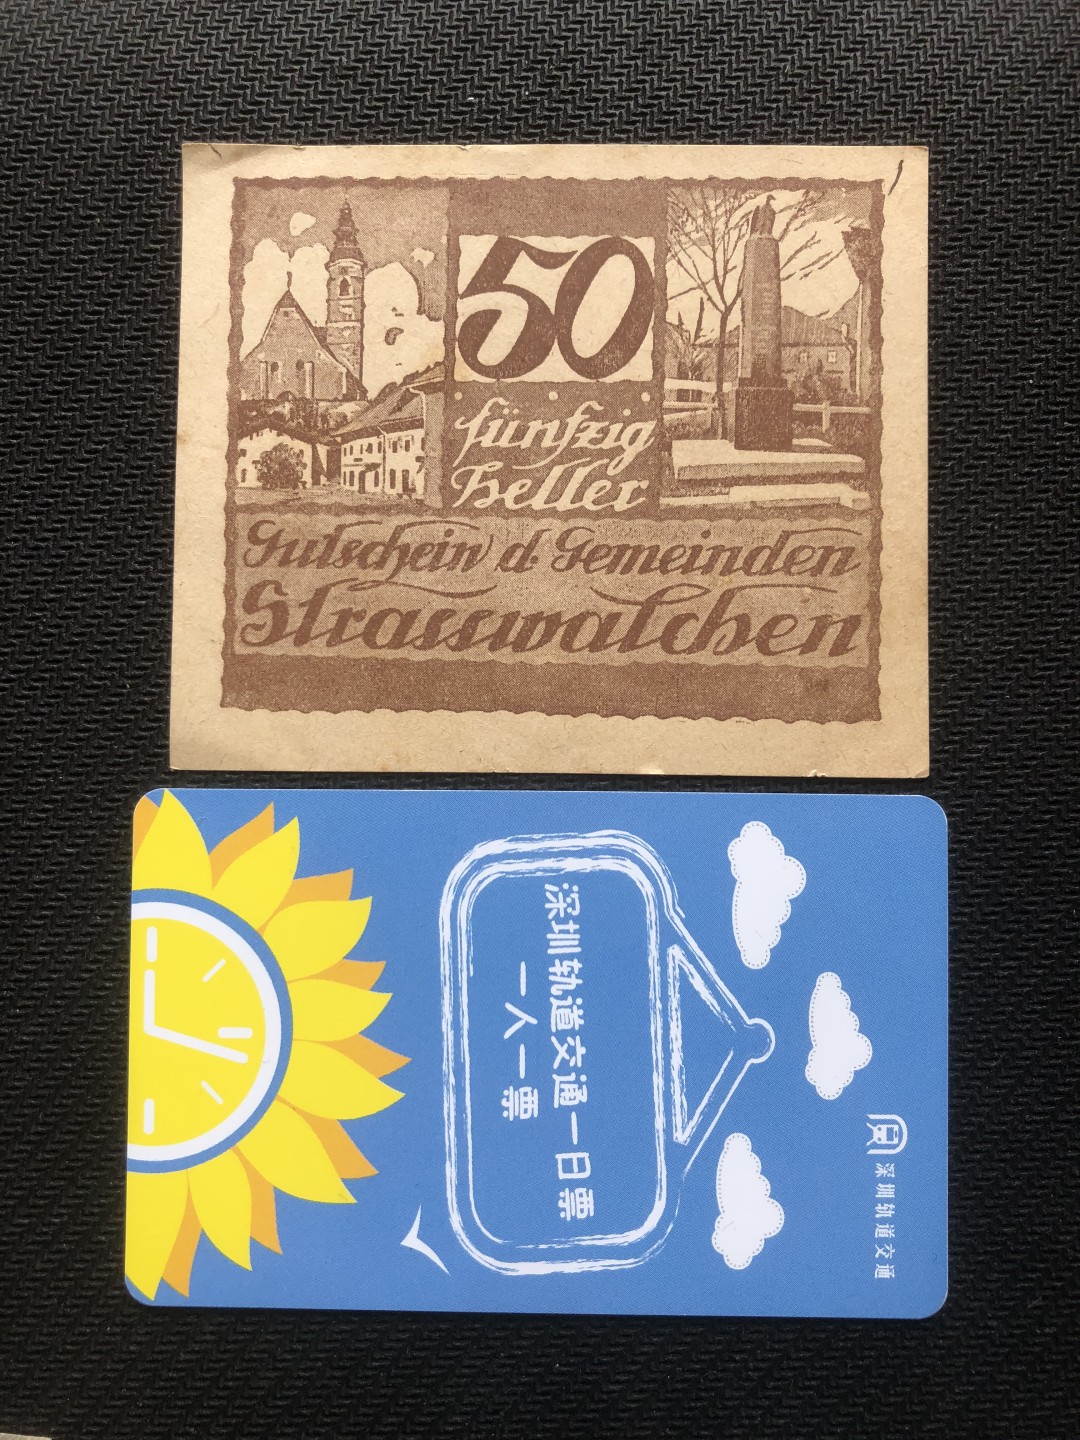 50
fünfzig
Heller
Gutschein d. Gemeinden
Strasswalchen
深圳轨道交通一日票
一人一票
深圳轨道交通